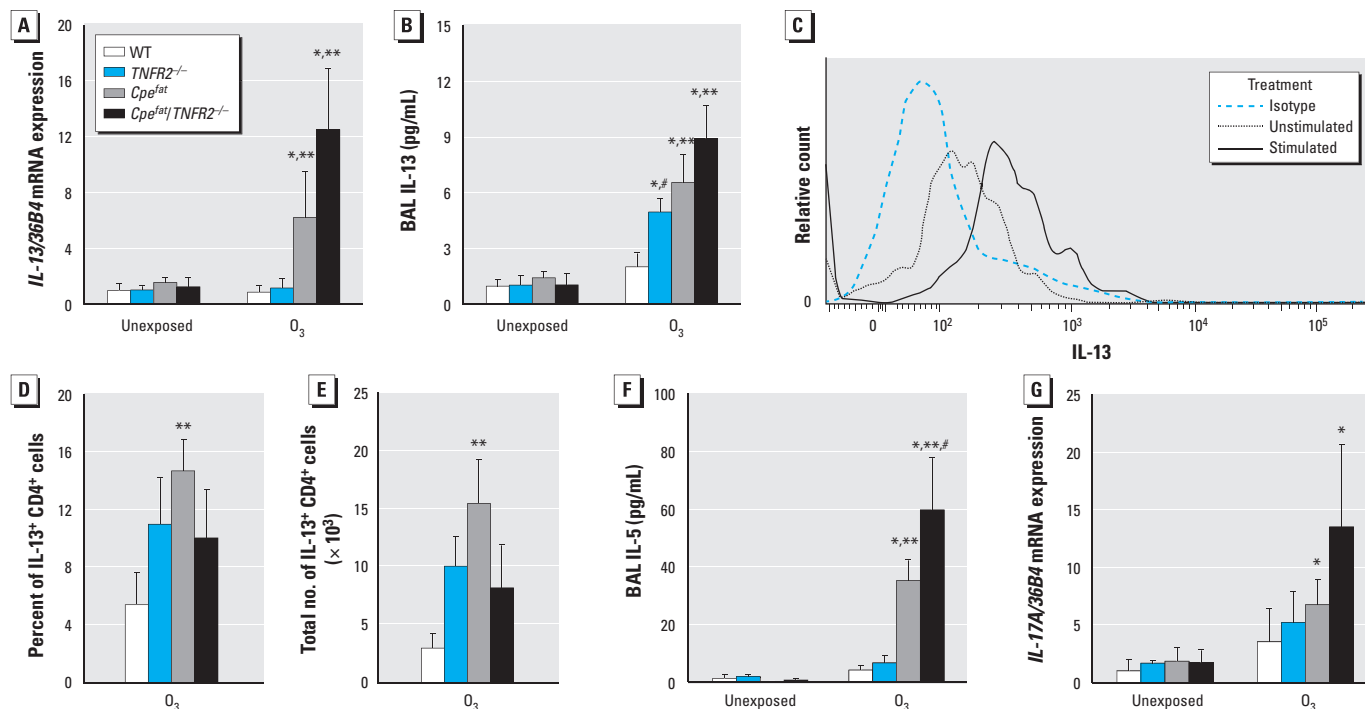 A
IL-13/36B4 mRNA expression
20
16
12
8
4
0
WT
TNFR2–/–
Cpefat
Cpefat/TNFR2–/–
*,**
*,**
Unexposed
O3
B
BAL IL-13 (pg/mL)
15
12
9
6
3
0
*,#
*,**
*,**
Unexposed
O3
C
Relative count
0
Treatment
Isotype
Unstimulated
Stimulated
0
10²
10³
10⁴
10⁵
IL-13
D
Percent of IL-13+ CD4+ cells
20
16
12
8
4
0
**
O3
E
Total no. of IL-13+ CD4+ cells
(× 10³)
25
20
15
10
5
0
**
O3
F
BAL IL-5 (pg/mL)
100
80
60
40
20
0
*,**
*,**,#
Unexposed
O3
G
IL-17A/36B4 mRNA expression
25
20
15
10
5
0
*
*
Unexposed
O3